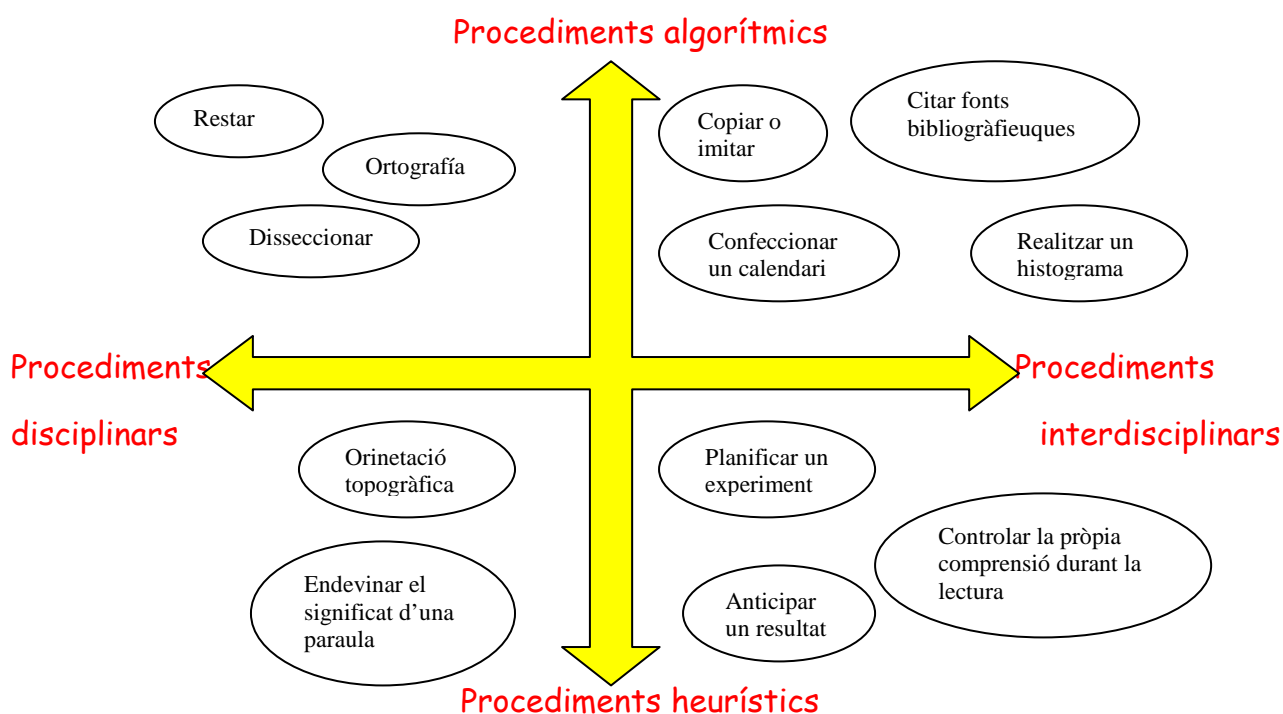 Procediments algorítmics
Restar
Ortografía
Disseccionar
Copiar o
imitar
Citar fonts
bibliogràfieuques
Confeccionar
un calendari
Realitzar un
histograma
Procediments
disciplinars
Procediments
interdisciplinars
Orinetació
topogràfica
Endevinar el
significat d’una
paraula
Planificar un
experiment
Anticipar
un resultat
Controlar la pròpia
comprensió durant la
lectura
Procediments heurístics